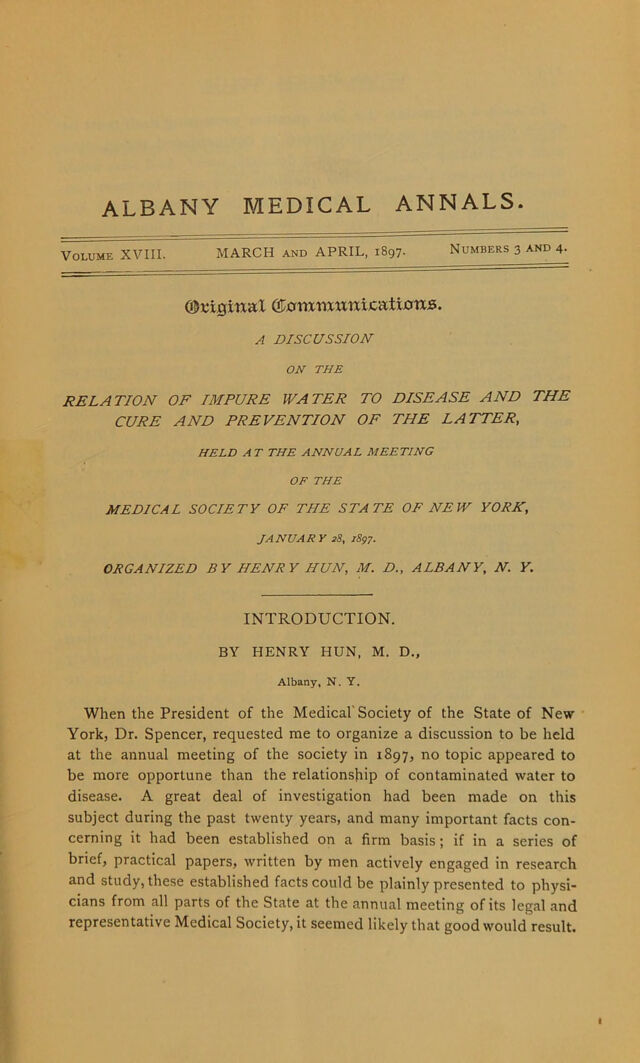 ALBANY MEDICAL ANNALS.
VOLUME XVIII. MARCH AND APRIL, 1897. NUMBERS 3 AND 4.
Original Communications.
A DISCUSSION
ON THE
RELATION OF IMPURE WATER TO DISEASE AND THE
CURE AND PREVENTION OF THE LATTER,
HELD AT THE ANNUAL MEETING
OF THE
MEDICAL SOCIETY OF THE STATE OF NEW YORK,
JANUARY 28, 1897.
ORGANIZED BY HENRY HUN, M. D., ALBANY, N. Y.
INTRODUCTION.
BY HENRY HUN, M. D.,
Albany, N. Y.
When the President of the Medical Society of the State of New
York, Dr. Spencer, requested me to organize a discussion to be held
at the annual meeting of the society in 1897, no topic appeared to
be more opportune than the relationship of contaminated water to
disease. A great deal of investigation had been made on this
subject during the past twenty years, and many important facts con-
cerning it had been established on a firm basis; if in a series of
brief, practical papers, written by men actively engaged in research
and study, these established facts could be plainly presented to physi-
cians from all parts of the State at the annual meeting of its legal and
representative Medical Society, it seemed likely that good would result.